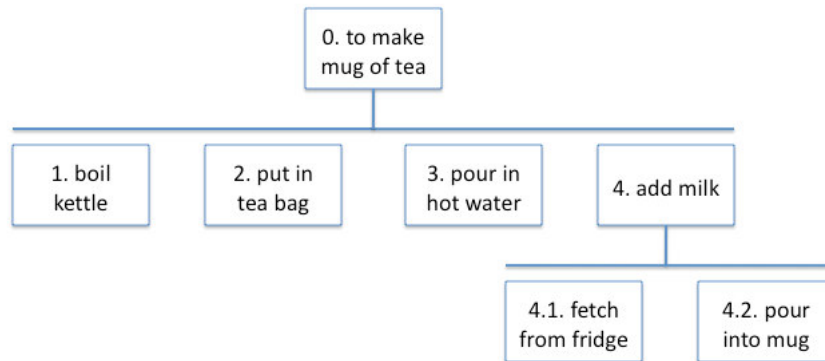 0. to make
mug of tea
1. boil
kettle
2. put in
tea bag
3. pour in
hot water
4. add milk
4.1. fetch
from fridge
4.2. pour
into mug